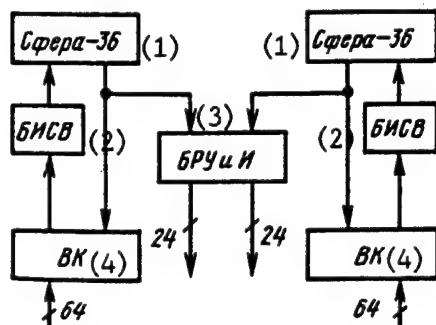 Сфера-36 (1) (1) Сфера-36
(3)
БИСВ (2) БРУ и И (2) БИСВ
24 24
ВК (4) ВК (4)
64 64